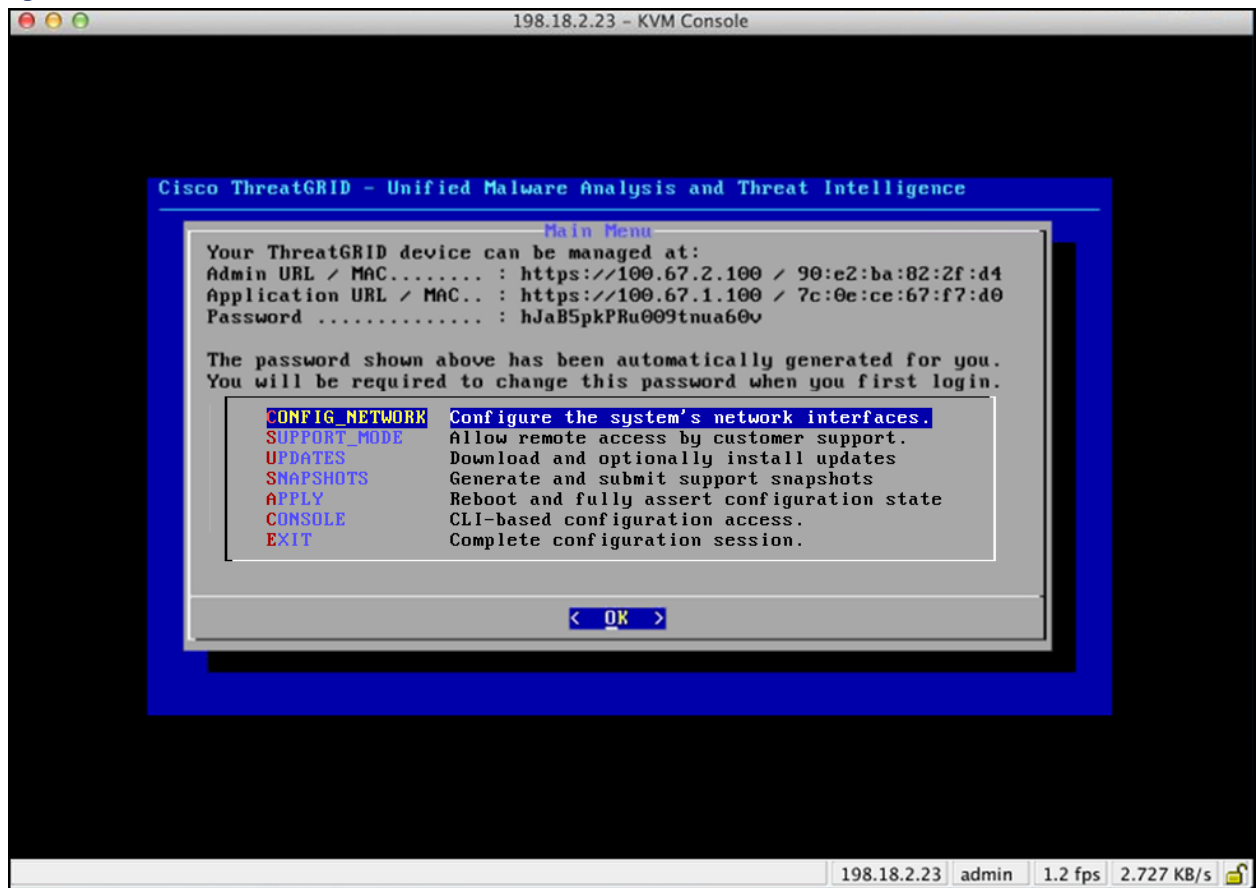 198.18.2.23 – KVM Console
Cisco ThreatGRID - Unified Malware Analysis and Threat Intelligence
Main Menu
Your ThreatGRID device can be managed at:
Admin URL / MAC........ : https://100.67.2.100 / 90:e2:ba:82:2f:d4
Application URL / MAC.. : https://100.67.1.100 / 7c:0e:ce:67:f7:d0
Password .............. : hJaB5pkPRu009tnua60v
The password shown above has been automatically generated for you.
You will be required to change this password when you first login.
CONFIG_NETWORK Configure the system's network interfaces.
SUPPORT_MODE Allow remote access by customer support.
UPDATES Download and optionally install updates
SNAPSHOTS Generate and submit support snapshots
APPLY Reboot and fully assert configuration state
CONSOLE CLI-based configuration access.
EXIT Complete configuration session.
< OK >
198.18.2.23 admin 1.2 fps 2.727 KB/s